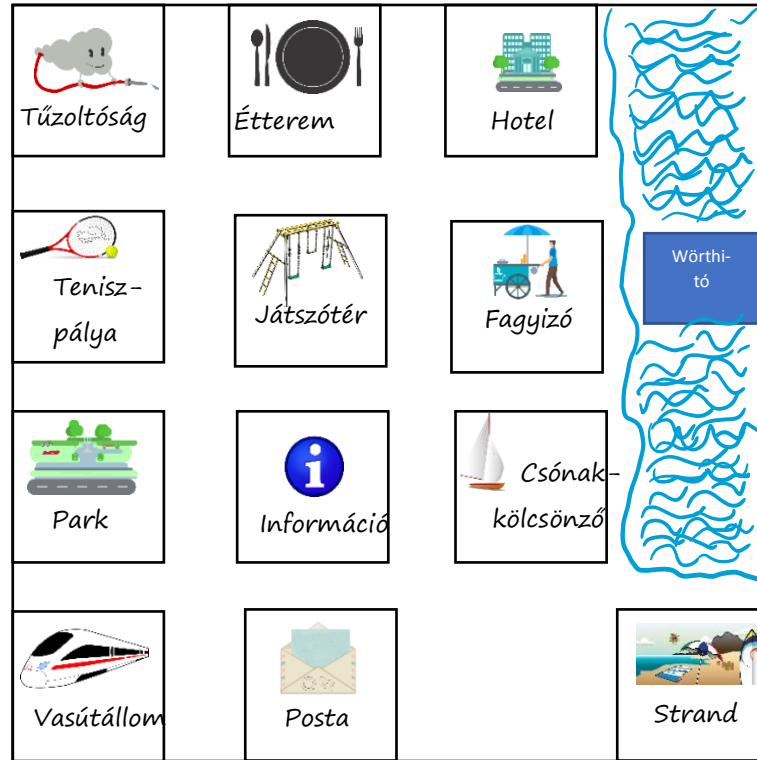 Tűzoltóság
Étterem
Hotel
Tenisz-
pálya
Játszótér
Fagyizó
Wörthi-
tó
Park
Információ
Csónak-
kölcsönző
Vasútállom
Posta
Strand